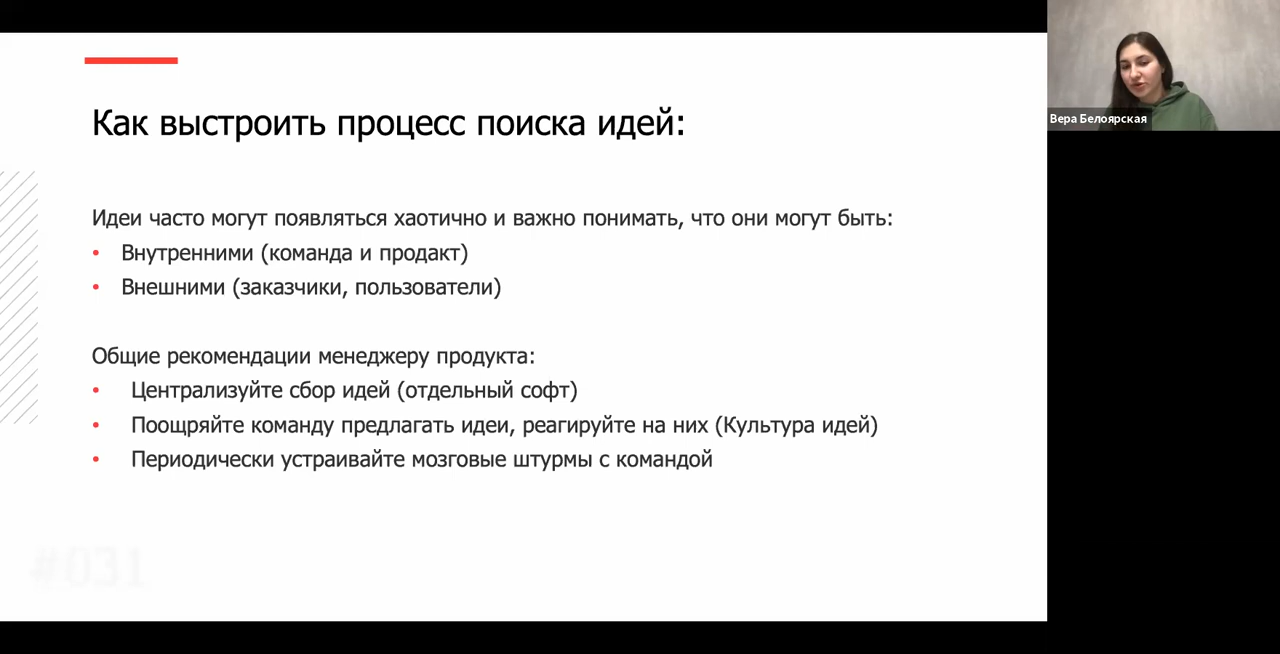 Как выстроить процесс поиска идей:
Идеи часто могут появляться хаотично и важно понимать, что они могут быть:
• Внутренними (команда и продакт)
• Внешними (заказчики, пользователи)
Общие рекомендации менеджеру продукта:
• Централизуйте сбор идей (отдельный софт)
• Поощряйте команду предлагать идеи, реагируйте на них (Культура идей)
• Периодически устраивайте мозговые штурмы с командой
#031
Вера Белоярская